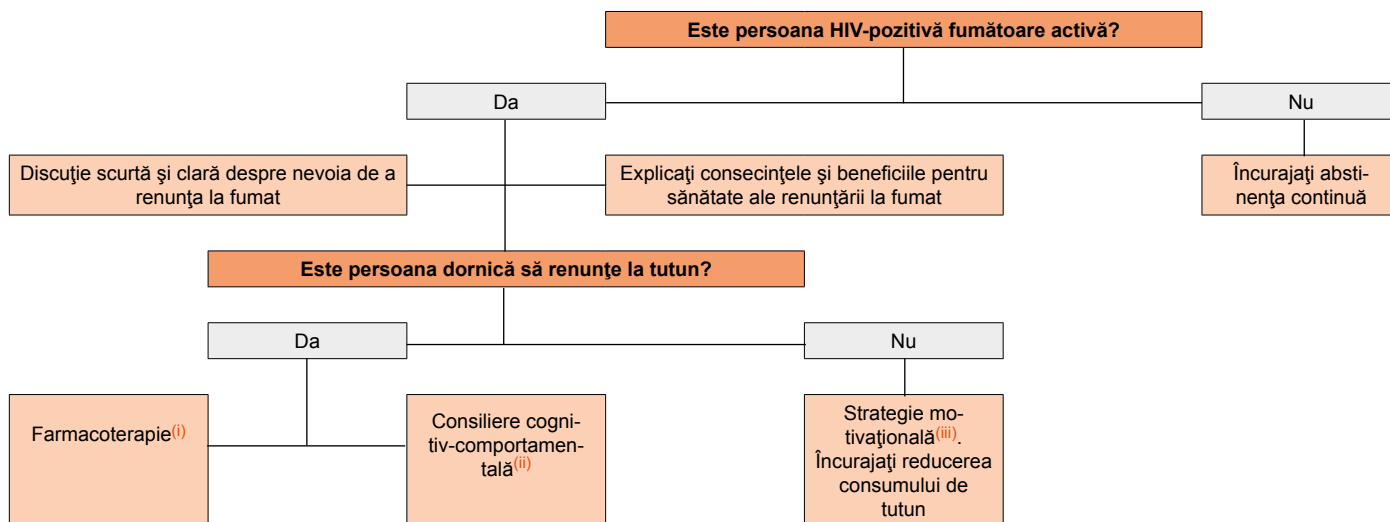 Este persoana HIV-pozitivă fumătoare activă?
Da
Nu
Discuţie scurtă şi clară despre nevoia de a
renunţa la fumat
Explicaţi consecinţele şi beneficiile pentru
sănătate ale renunţării la fumat
Încurajaţi absti-
nenţa continuă
Este persoana dornică să renunţe la tutun?
Da
Nu
Farmacoterapie(i)
Consiliere cogni-
tiv-comportamen-
tală(ii)
Strategie mo-
tivaţională(iii).
Încurajaţi reducerea
consumului de
tutun